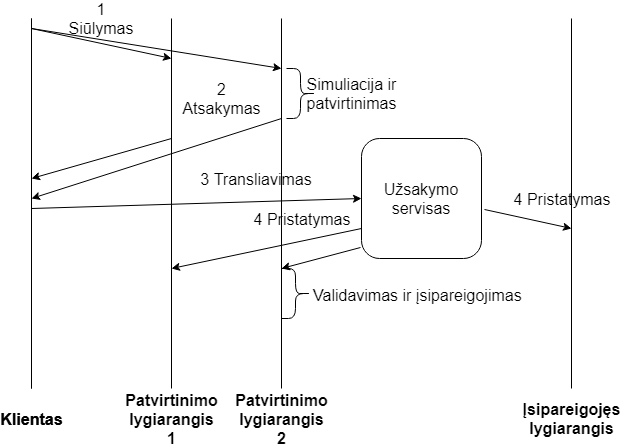 1
Siūlymas
2
Atsakymas
Simuliacija ir
patvirtinimas
3 Transliavimas
Užsakymo
servisas
4 Pristatymas
4 Pristatymas
Validavimas ir įsipareigojimas
Klientas
Patvirtinimo
lygiarangis
1
Patvirtinimo
lygiarangis
2
Įsipareigojęs
lygiarangis